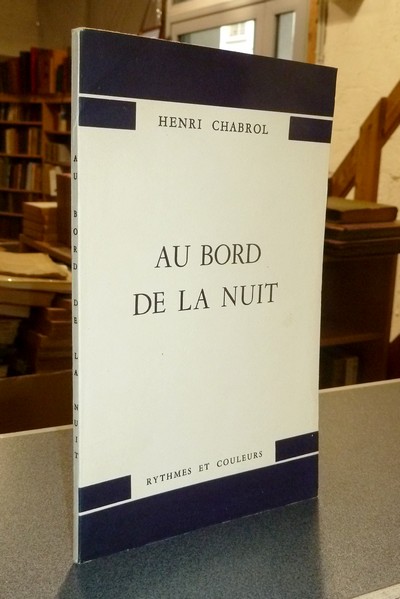 HENRI CHABROL
AU BORD
DE LA NUIT
RYTHMES ET COULEURS
AU BORD DE LA NUIT